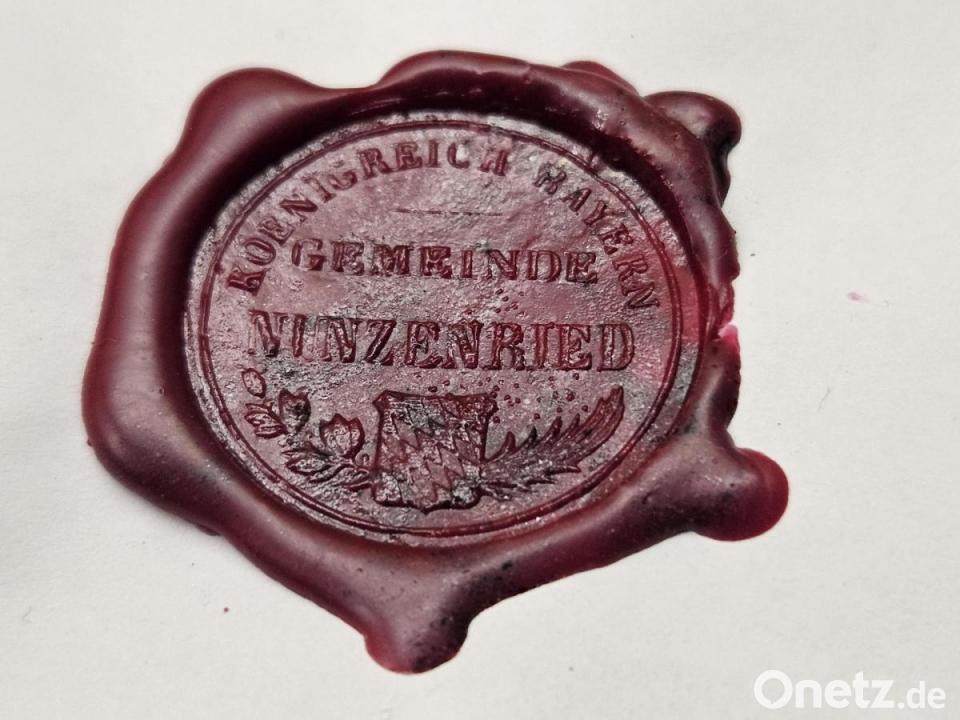 KOENIGREICH BAYERN
GEMEINDE
NUNZENRIED
Onetz.de